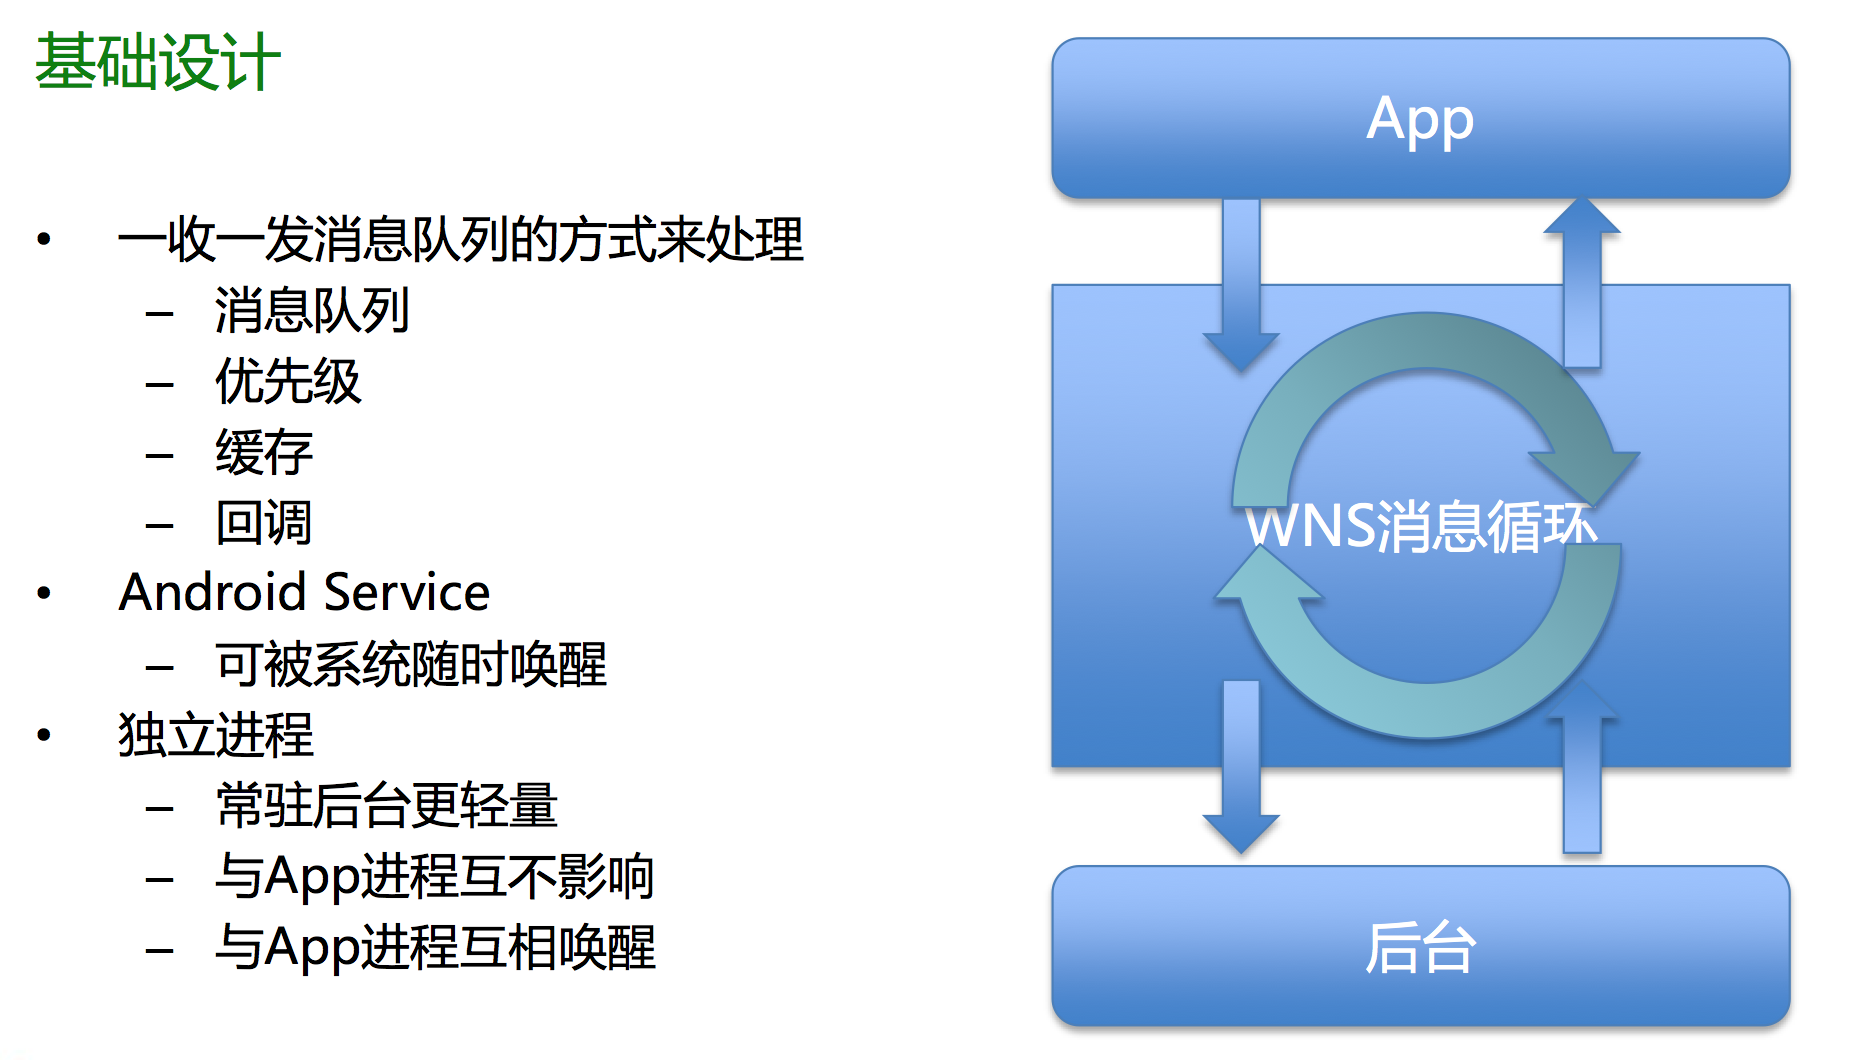 基础设计
• 一收一发消息队列的方式来处理
– 消息队列
– 优先级
– 缓存
– 回调
• Android Service
– 可被系统随时唤醒
• 独立进程
– 常驻后台更轻量
– 与App进程互不影响
– 与App进程互相唤醒
App
WNS消息循环
后台